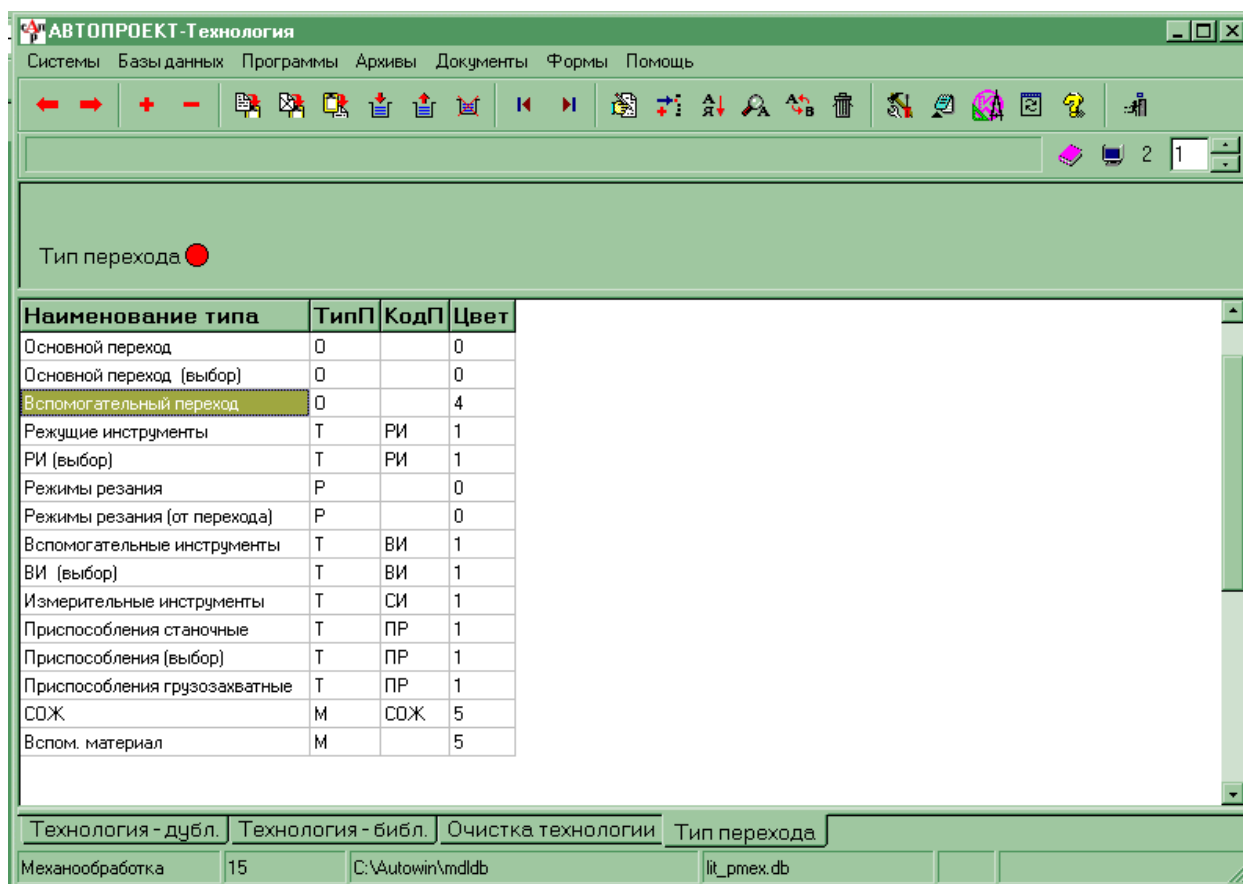 АВТОПРОЕКТ-Технология
Системы Базы данных Программы Архивы Документы Формы Помощь
2 1
Тип перехода
Наименование типа ТипП КодП Цвет
Основной переход О 0
Основной переход (выбор) О 0
Вспомогательный переход О 4
Режущие инструменты Т РИ 1
РИ (выбор) Т РИ 1
Режимы резания Р 0
Режимы резания (от перехода) Р 0
Вспомогательные инструменты Т ВИ 1
ВИ (выбор) Т ВИ 1
Измерительные инструменты Т СИ 1
Приспособления станочные Т ПР 1
Приспособления (выбор) Т ПР 1
Приспособления грузозахватные Т ПР 1
СОЖ М СОЖ 5
Вспом. материал М 5
Технология - дубл. Технология - библ. Очистка технологии Тип перехода
Механообработка 15 C:\Autowin\mdldb lit_pmex.db